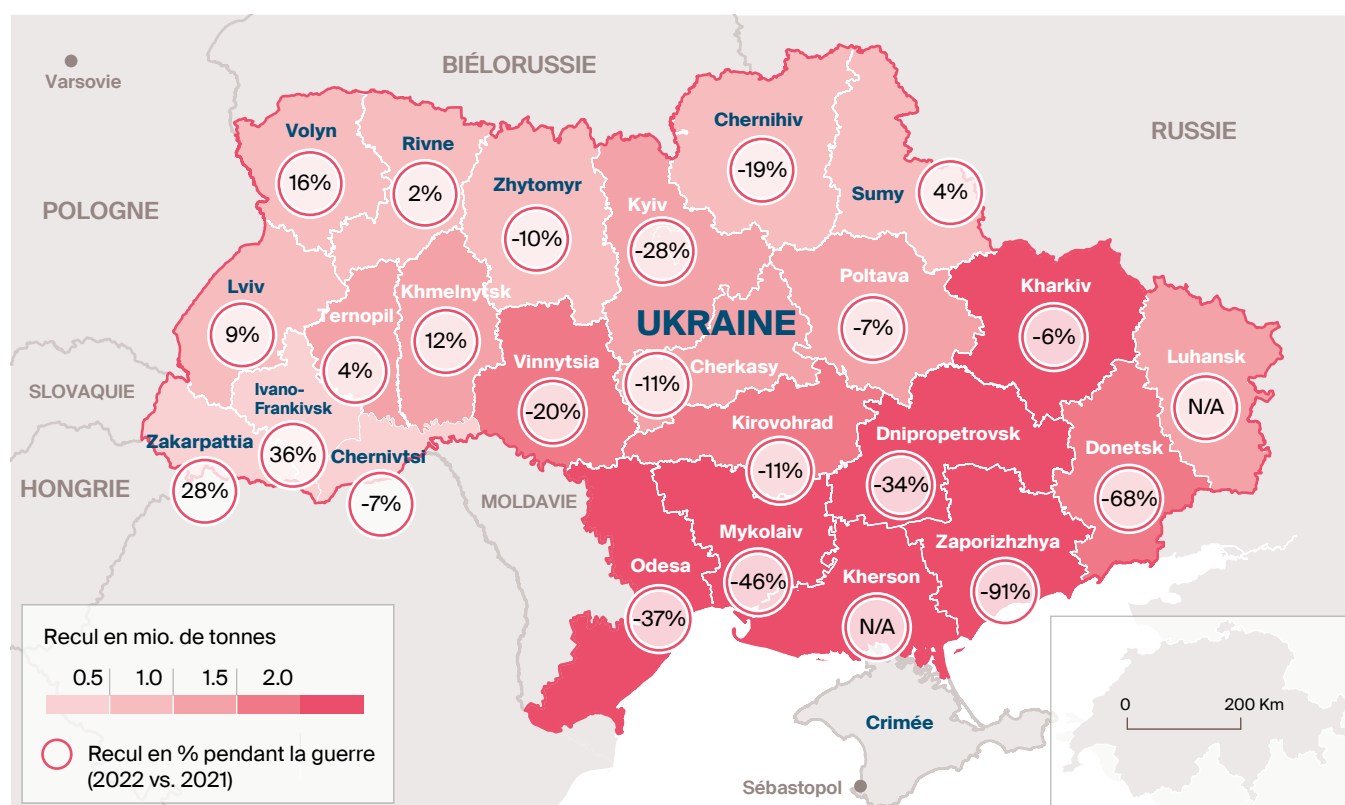 BIÉLORUSSIE
Varsovie
RUSSIE
POLOGNE
Volyn
16%
Rivne
2%
Zhytomyr
-10%
Kyiv
-28%
Chernihiv
-19%
Sumy
4%
Lviv
9%
Ternopil
4%
Khmelnytsk
12%
Vinnytsia
-20%
UKRAINE
Cherkasy
-11%
Poltava
-7%
Kharkiv
-6%
Luhansk
N/A
SLOVAQUIE
Ivano-
Frankivsk
36%
Zakarpattia
28%
Chernivtsi
-7%
HONGRIE
MOLDAVIE
Kirovohrad
-11%
Dnipropetrovsk
-34%
Donetsk
-68%
Odesa
-37%
Mykolaiv
-46%
Kherson
N/A
Zaporizhzhya
-91%
Crimée
Sébastopol
Recul en mio. de tonnes
0.5 1.0 1.5 2.0
Recul en % pendant la guerre
(2022 vs. 2021)
0 200 Km